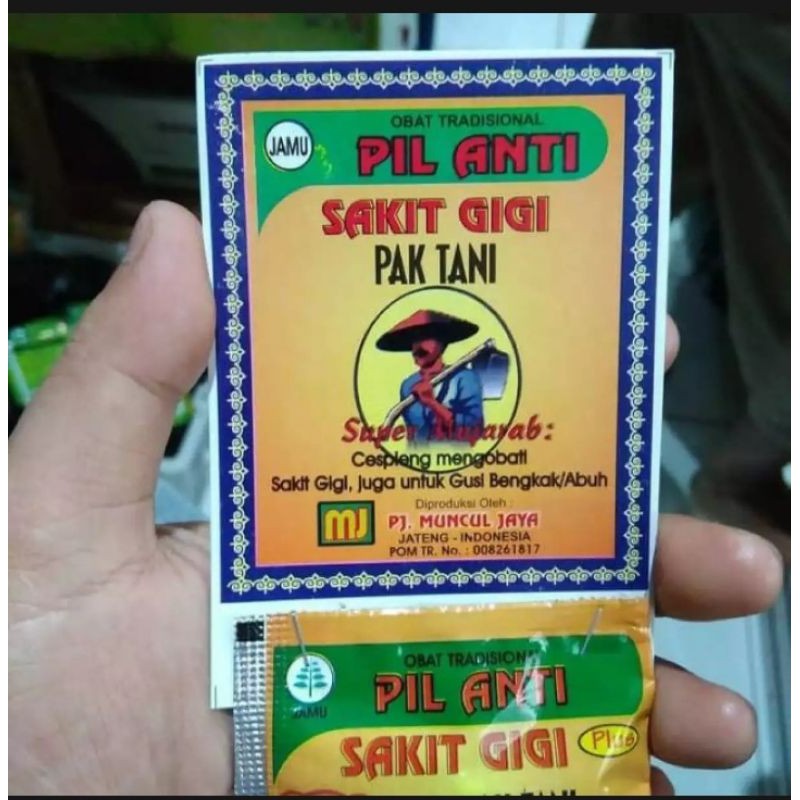 OBAT TRADISIONAL
JAMU
PIL ANTI
SAKIT GIGI
PAK TANI
Super
Cespleng mengobati
Sakit Gigi, juga untuk Gusi Bengkak/Abuh
Diproduksi Oleh :
MJ
PJ. MUNCUL JAYA
JATENG - INDONESIA
POM TR. No. : 008261817
OBAT TRADISIONAL
JAMU
PIL ANTI
SAKIT GIGI Plus